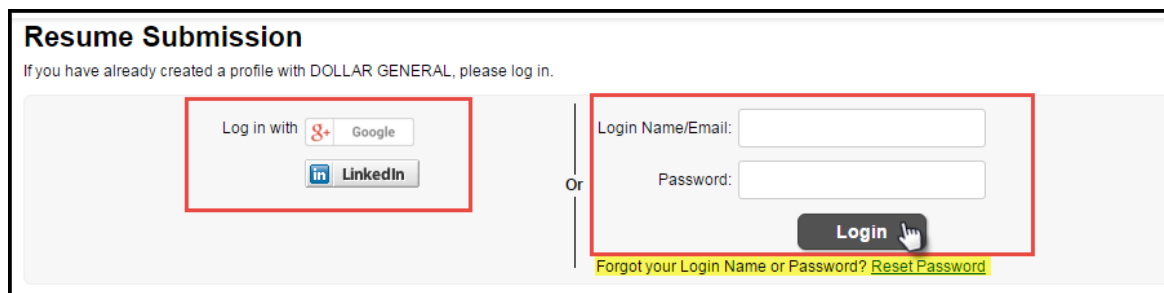 Resume Submission
If you have already created a profile with DOLLAR GENERAL, please log in.
Log in with
g+ Google
in LinkedIn
Or
Login Name/Email:
Password:
Login
Forgot your Login Name or Password? Reset Password